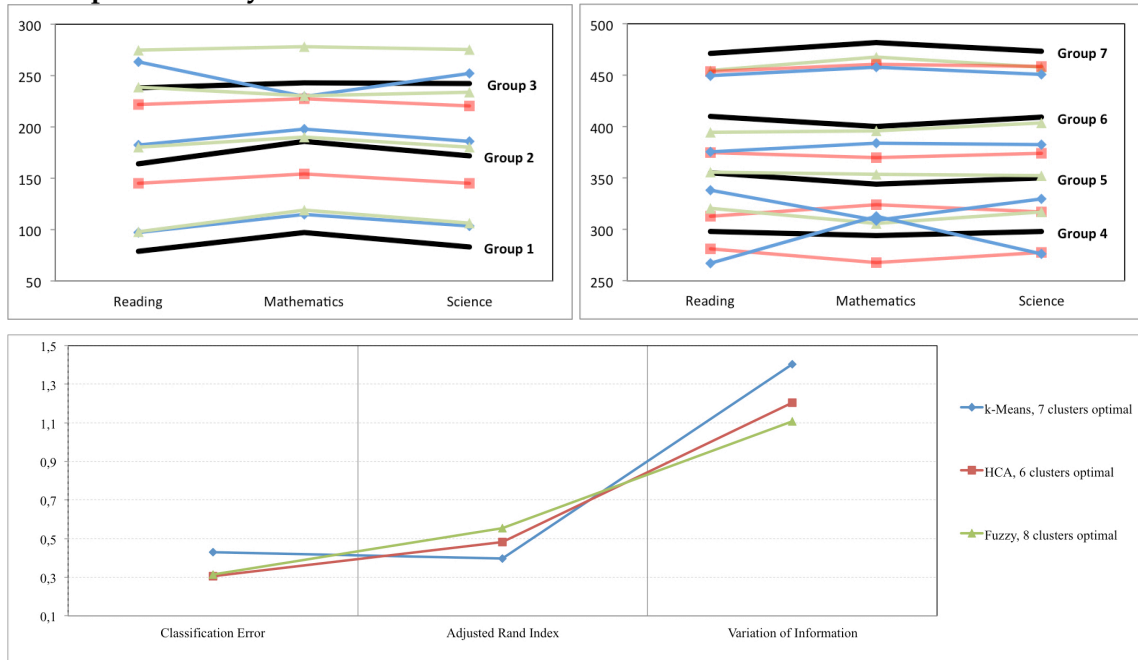 300
250
200
150
100
50
Group 3
Group 2
Group 1
Reading
Mathematics
Science
500
450
400
350
300
250
Group 7
Group 6
Group 5
Group 4
Reading
Mathematics
Science
1,5
1,3
1,1
0,9
0,7
0,5
0,3
0,1
Classification Error
Adjusted Rand Index
Variation of Information
k-Means, 7 clusters optimal
HCA, 6 clusters optimal
Fuzzy, 8 clusters optimal